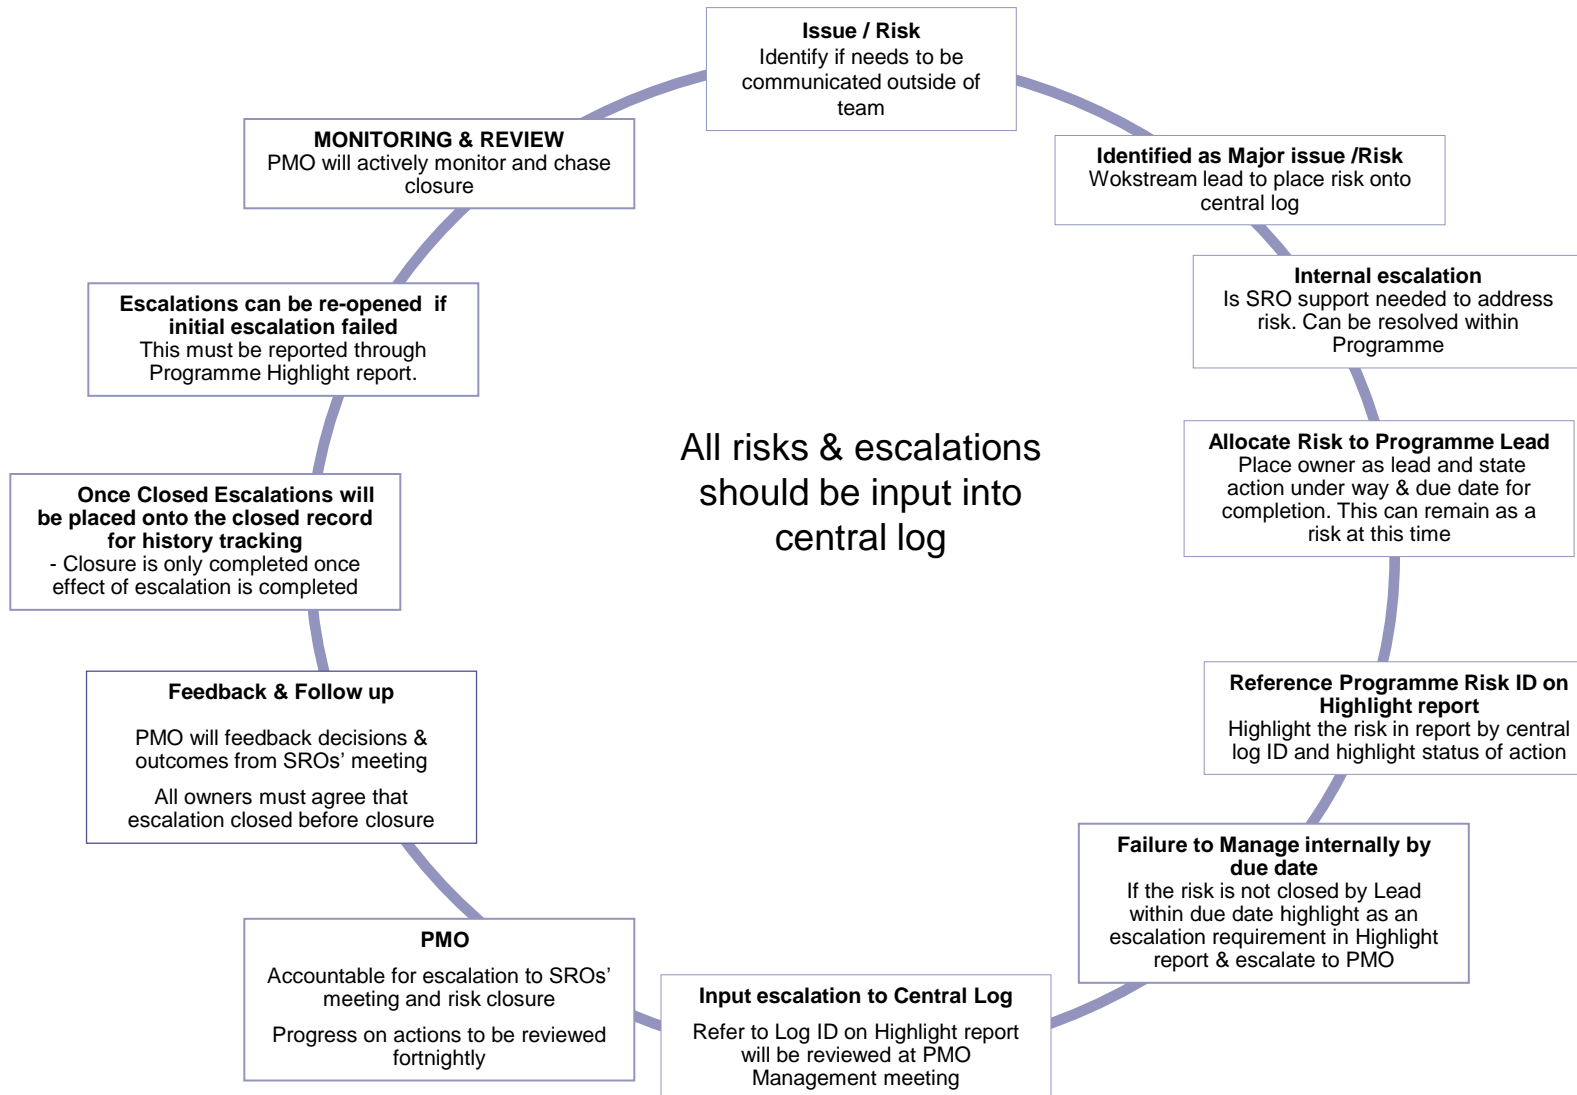 Issue / Risk
Identify if needs to be
communicated outside of
team
Identified as Major issue /Risk
Wokstream lead to place risk onto
central log
Internal escalation
Is SRO support needed to address
risk. Can be resolved within
Programme
Allocate Risk to Programme Lead
Place owner as lead and state
action under way & due date for
completion. This can remain as a
risk at this time
Reference Programme Risk ID on
Highlight report
Highlight the risk in report by central
log ID and highlight status of action
Failure to Manage internally by
due date
If the risk is not closed by Lead
within due date highlight as an
escalation requirement in Highlight
report & escalate to PMO
Input escalation to Central Log
Refer to Log ID on Highlight report
will be reviewed at PMO
Management meeting
PMO
Accountable for escalation to SROs'
meeting and risk closure
Progress on actions to be reviewed
fortnightly
Feedback & Follow up
PMO will feedback decisions &
outcomes from SROs' meeting
All owners must agree that
escalation closed before closure
Once Closed Escalations will
be placed onto the closed record
for history tracking
- Closure is only completed once
effect of escalation is completed
Escalations can be re-opened if
initial escalation failed
This must be reported through
Programme Highlight report.
MONITORING & REVIEW
PMO will actively monitor and chase
closure
All risks & escalations
should be input into
central log